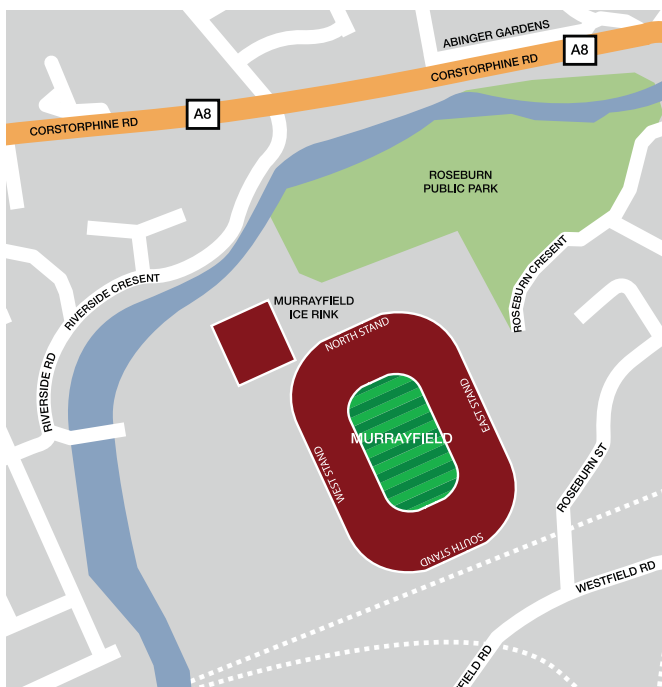 ABINGER GARDENS
A8
CORSTORPHINE RD
A8
CORSTORPHINE RD
ROSEBURN
PUBLIC PARK
ROSEBURN CRESENT
RIVERSIDE CRESENT
MURRAYFIELD
ICE RINK
NORTH STAND
RIVERSIDE RD
EAST STAND
MURRAYFIELD
WEST STAND
ROSEBURN ST
SOUTH STAND
WESTFIELD RD
FIELD RD